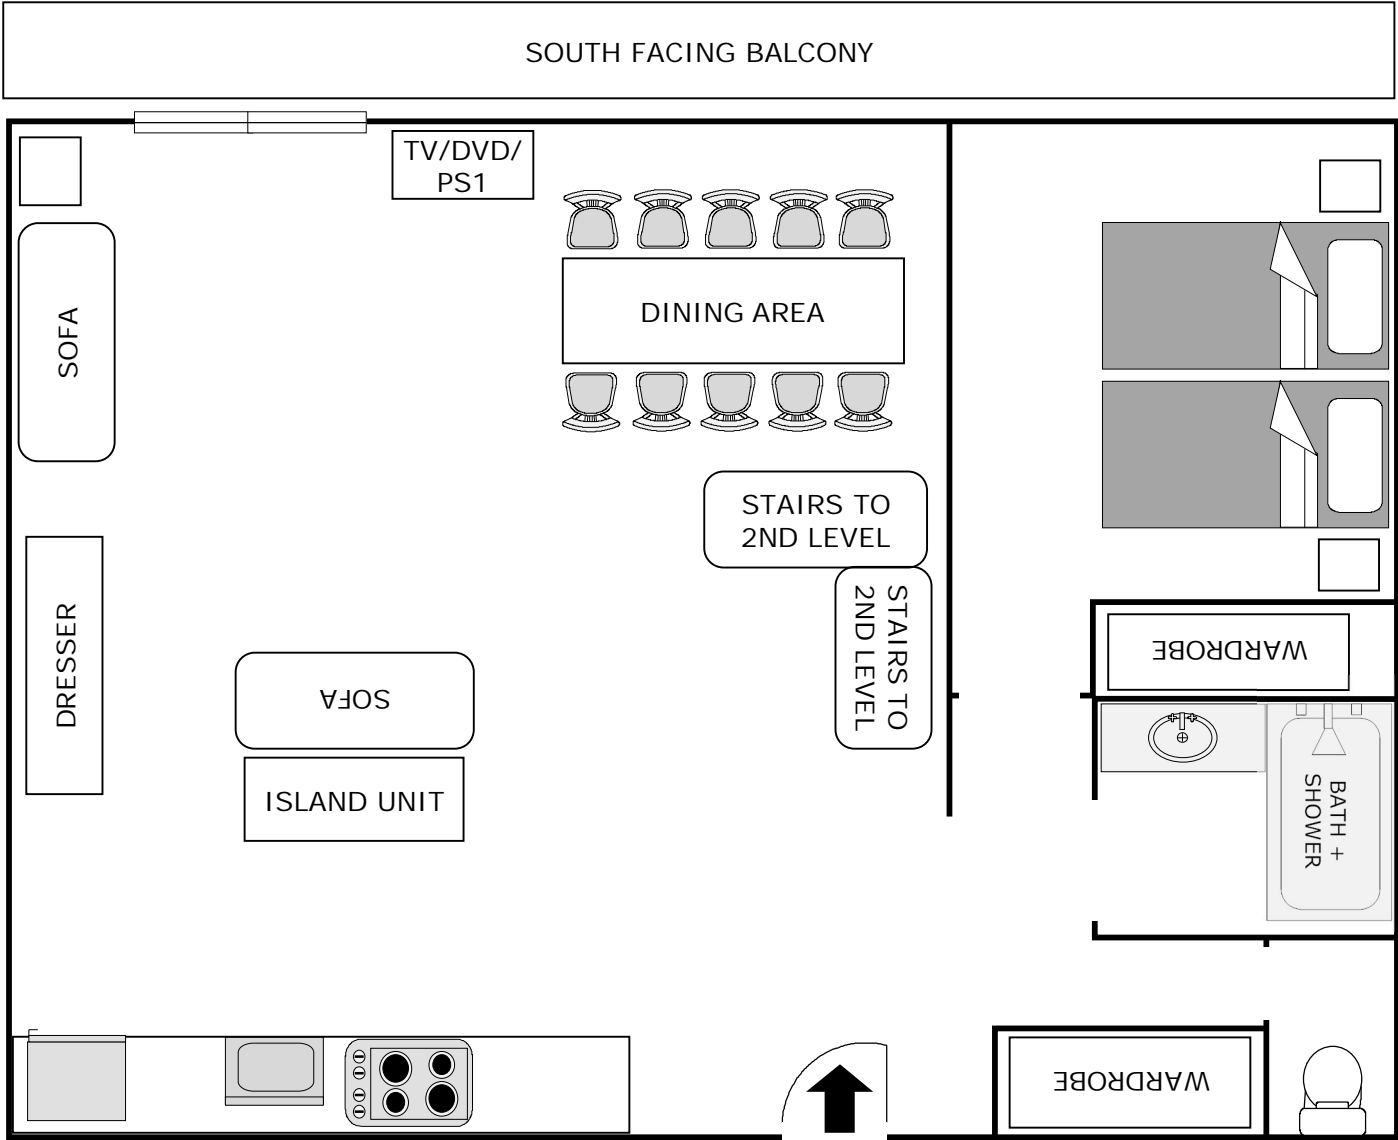 SOUTH FACING BALCONY
TV/DVD/
PS1
DINING AREA
SOFA
STAIRS TO
2ND LEVEL
STAIRS TO
2ND LEVEL
DRESSER
SOFA
WARDROBE
ISLAND UNIT
BATH +
SHOWER
WARDROBE